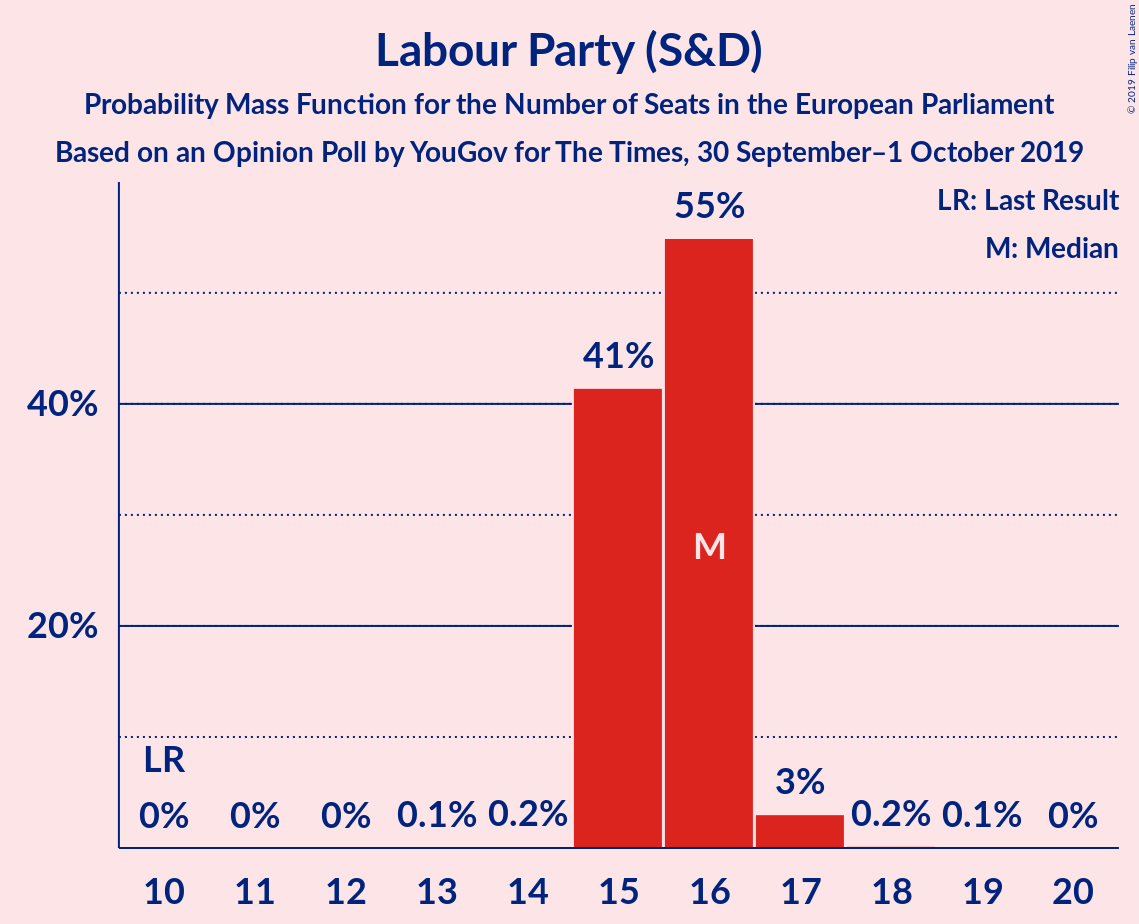 Labour Party (S&D)
Probability Mass Function for the Number of Seats in the European Parliament
Based on an Opinion Poll by YouGov for The Times, 30 September–1 October 2019
© 2019 Filip van Laenen
LR: Last Result
M: Median
55%
41%
40%
M
20%
LR
3%
0% 0% 0% 0.1% 0.2% 0.2% 0.1% 0%
10 11 12 13 14 15 16 17 18 19 20